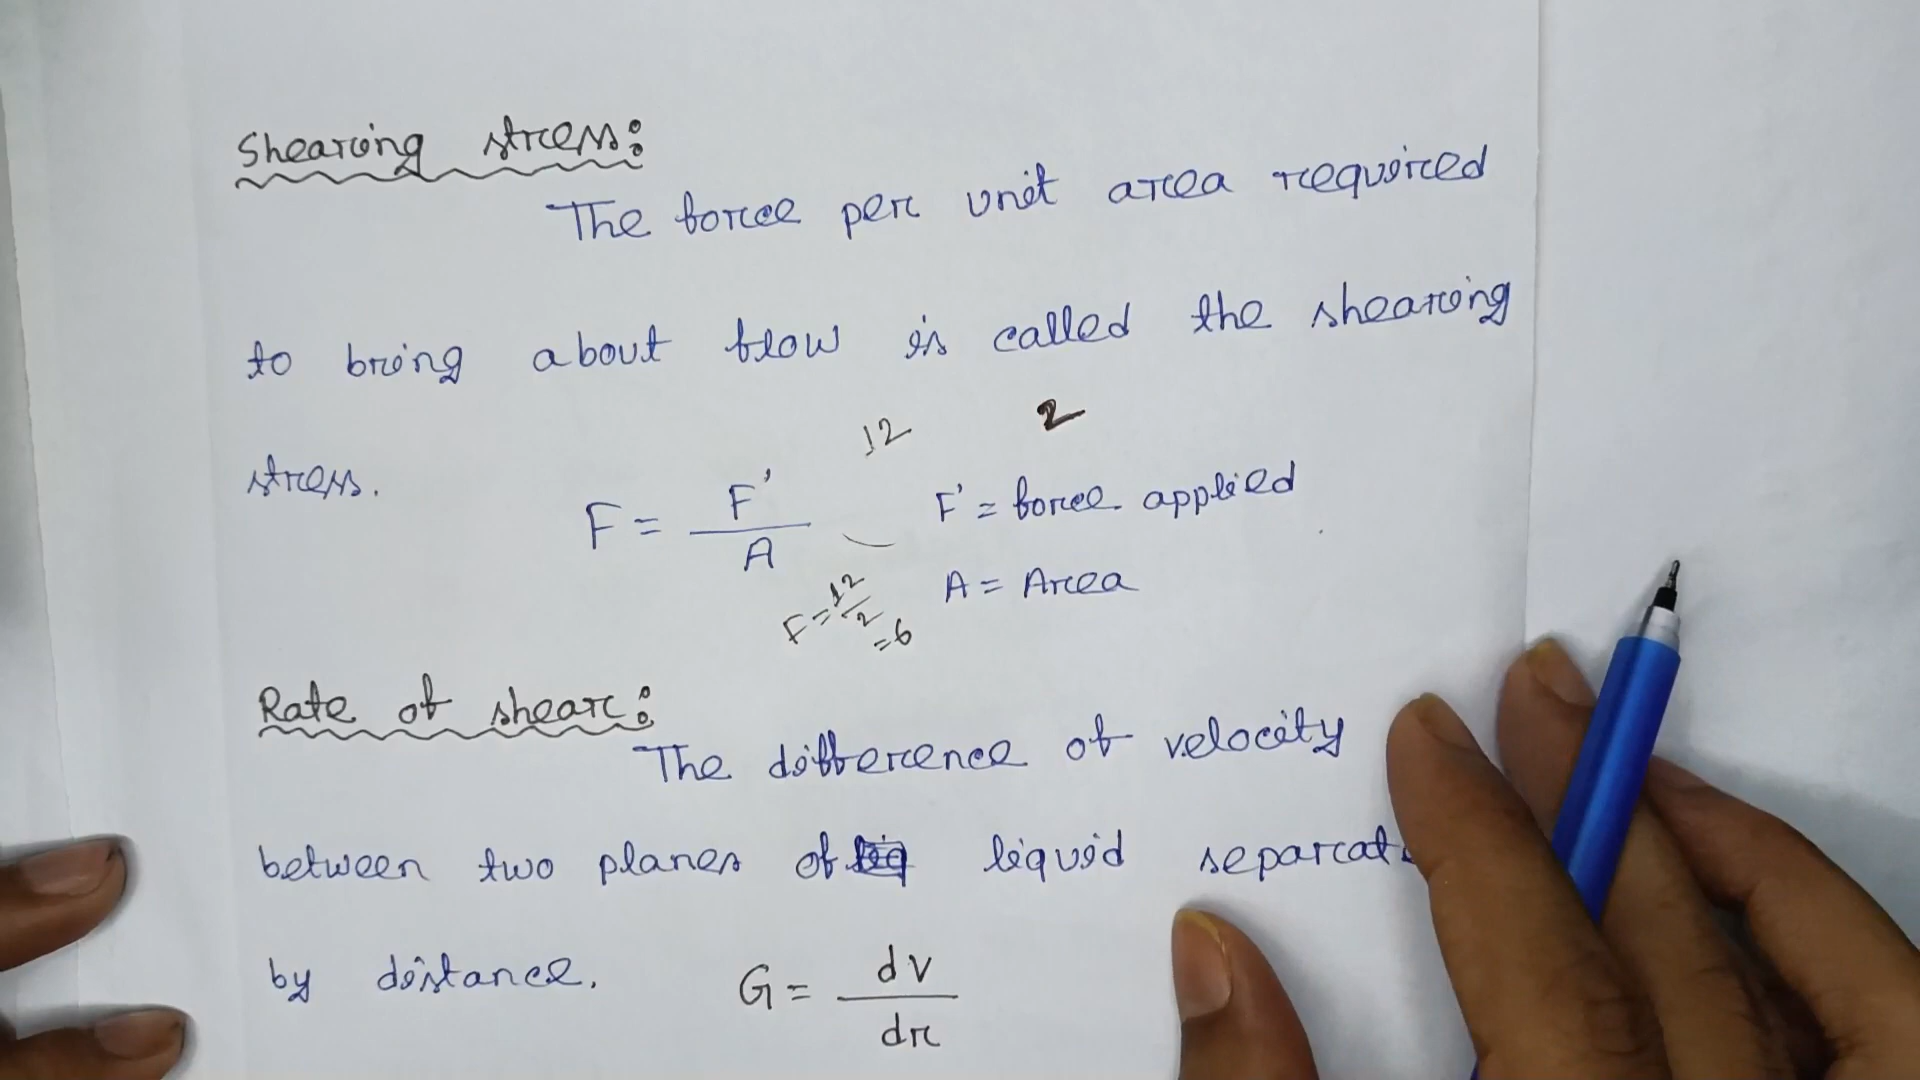 Shearing stress:
The force per unit area required
to bring about flow is called the shearing
12 2
stress.
F = F' / A
F' = force applied
A = Area
F = 12/2
= 6
Rate of shear:
The difference of velocity
between two planes of liquid
by distance.
G = dv / dr